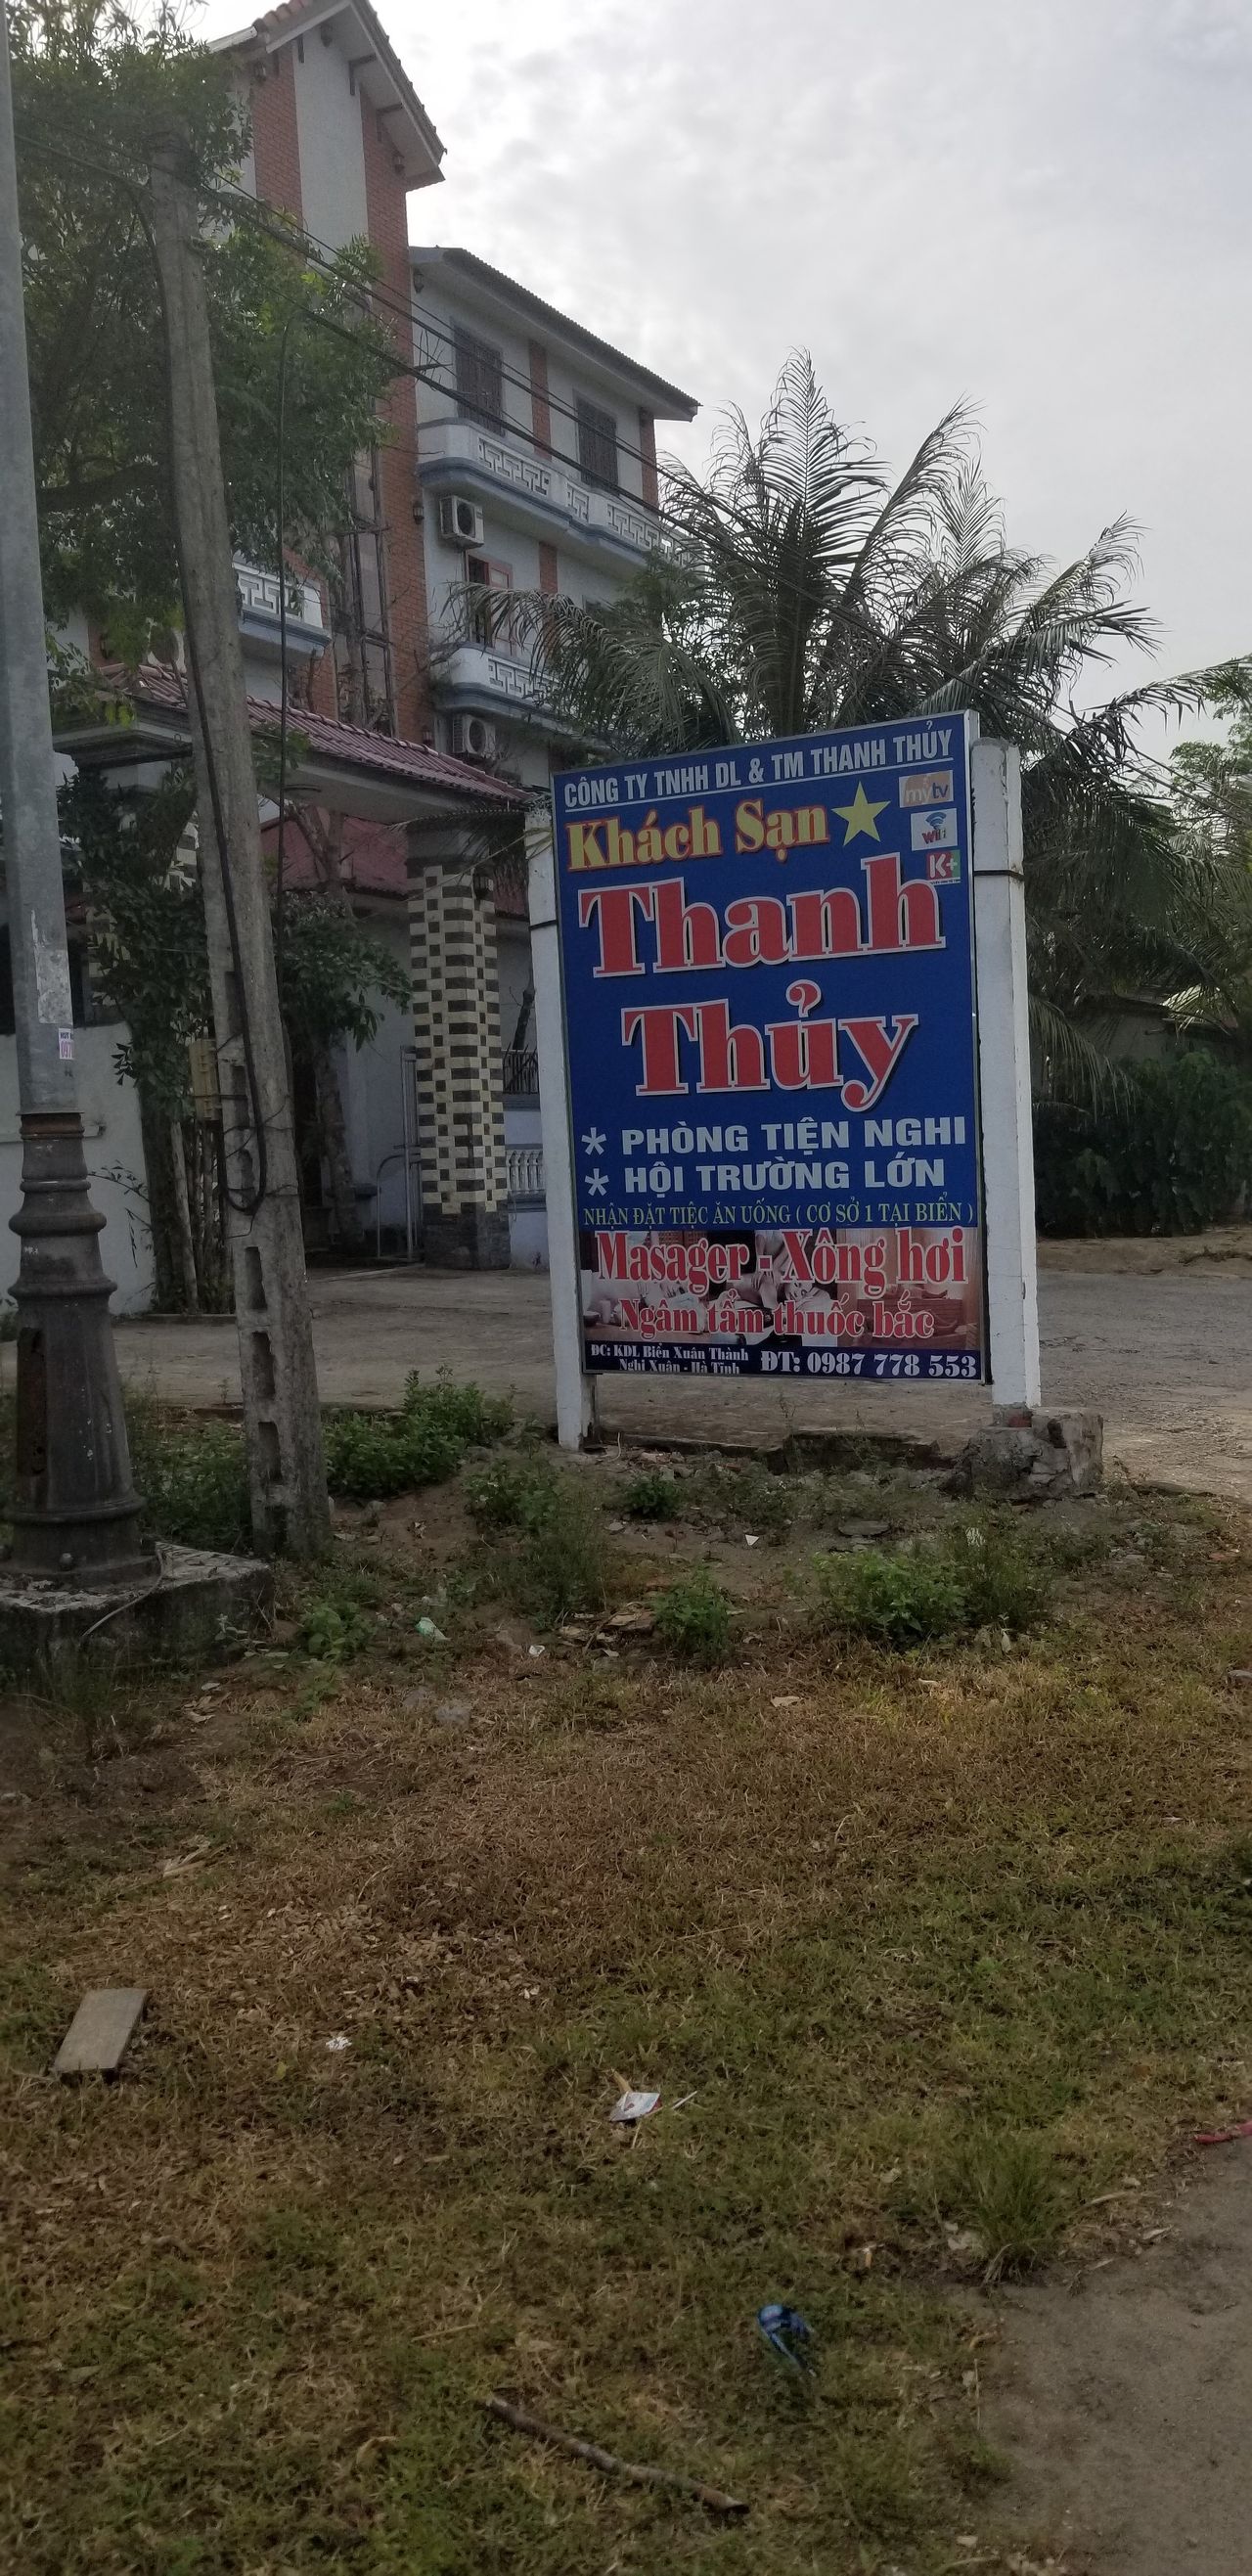 CÔNG TY TNHH DL & TM THANH THỦY
Khách Sạn
mytv
wifi
K+
Thanh
Thủy
* PHÒNG TIỆN NGHI
* HỘI TRƯỜNG LỚN
NHẬN ĐẶT TIỆC ĂN UỐNG ( CƠ SỞ 1 TẠI BIỂN )
Masager - Xông hơi
Ngâm tẩm thuốc bắc
ĐC: KDL Biển Xuân Thành
Nghi Xuân - Hà Tĩnh
ĐT: 0987 778 553